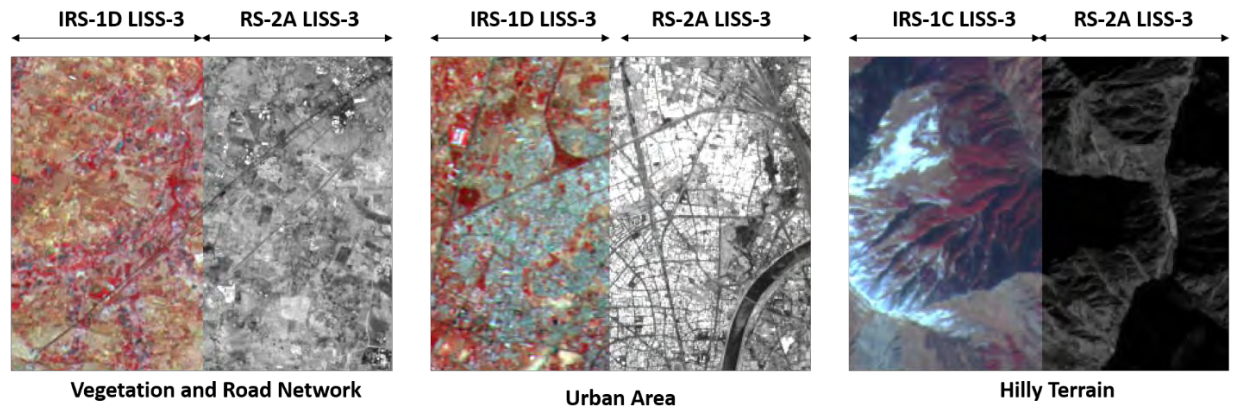 IRS-1D LISS-3 RS-2A LISS-3
IRS-1D LISS-3 RS-2A LISS-3
IRS-1C LISS-3 RS-2A LISS-3
Vegetation and Road Network
Urban Area
Hilly Terrain